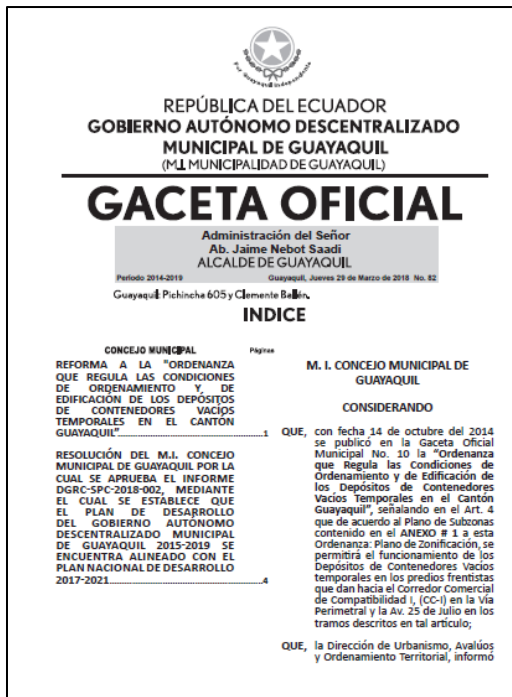 Por Guayaquil Independiente
REPÚBLICA DEL ECUADOR
GOBIERNO AUTÓNOMO DESCENTRALIZADO
MUNICIPAL DE GUAYAQUIL
(M.I. MUNICIPALIDAD DE GUAYAQUIL)
GACETA OFICIAL
Administración del Señor
Ab. Jaime Nebot Saadi
ALCALDE DE GUAYAQUIL
Período 2014-2019 Guayaquil, Jueves 29 de Marzo de 2018 No. 82
Guayaquil: Pichincha 605 y Clemente Ballén.
INDICE
CONCEJO MUNICIPAL Páginas
REFORMA A LA "ORDENANZA
QUE REGULA LAS CONDICIONES
DE ORDENAMIENTO Y DE
EDIFICACIÓN DE LOS DEPÓSITOS
DE CONTENEDORES VACÍOS
TEMPORALES EN EL CANTÓN
GUAYAQUIL"..........................................1
RESOLUCIÓN DEL M.I. CONCEJO
MUNICIPAL DE GUAYAQUIL POR LA
CUAL SE APRUEBA EL INFORME
DGRC-SPC-2018-002, MEDIANTE
EL CUAL SE ESTABLECE QUE
EL PLAN DE DESARROLLO
DEL GOBIERNO AUTÓNOMO
DESCENTRALIZADO MUNICIPAL
DE GUAYAQUIL 2015-2019 SE
ENCUENTRA ALINEADO CON EL
PLAN NACIONAL DE DESARROLLO
2017-2021............................................4
M. I. CONCEJO MUNICIPAL DE
GUAYAQUIL
CONSIDERANDO
QUE, con fecha 14 de octubre del 2014
se publicó en la Gaceta Oficial
Municipal No. 10 la "Ordenanza
que Regula las Condiciones de
Ordenamiento y de Edificación de
los Depósitos de Contenedores
Vacíos Temporales en el Cantón
Guayaquil", señalando en el Art. 4
que de acuerdo al Plano de Subzonas
contenido en el ANEXO # 1 a esta
Ordenanza: Plano de Zonificación, se
permitirá el funcionamiento de los
Depósitos de Contenedores Vacios
temporales en los predios frentistas
que dan hacia el Corredor Comercial
de Compatibilidad I, (CC-I) en la Vía
Perimetral y la Av. 25 de Julio en los
tramos descritos en tal artículo;
QUE, la Dirección de Urbanismo, Avalúos
y Ordenamiento Territorial, informó